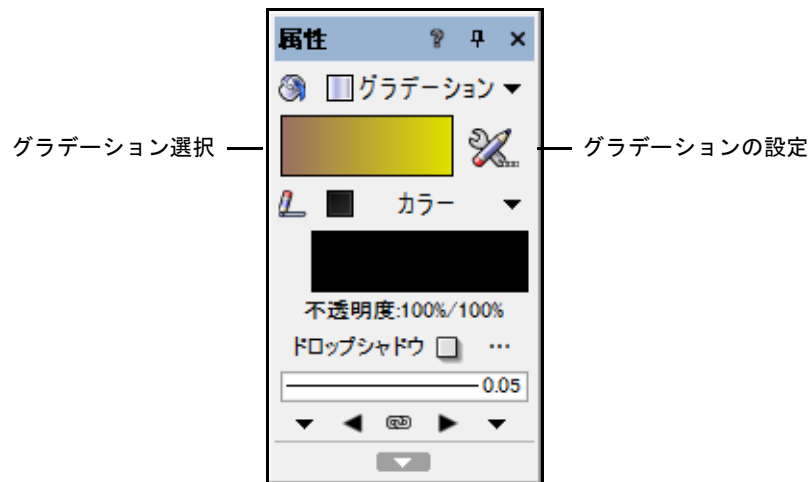 属性
グラデーション
グラデーション選択
グラデーションの設定
カラー
不透明度:100%/100%
ドロップシャドウ ...
0.05